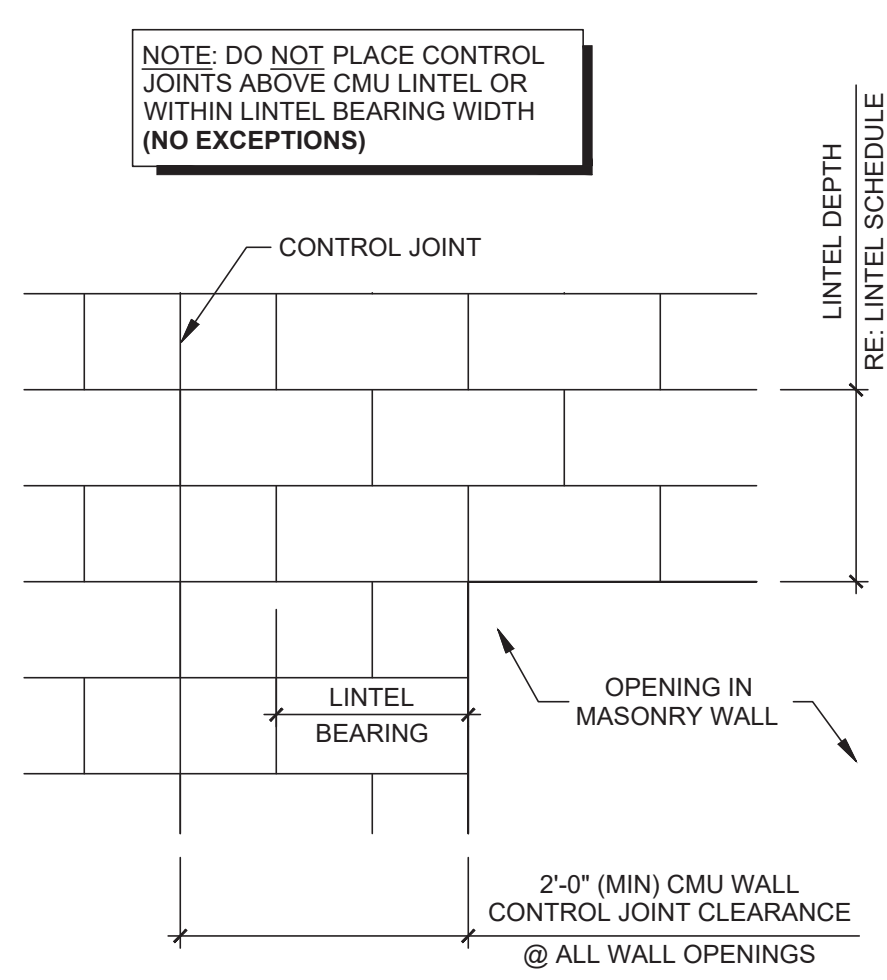 NOTE: DO NOT PLACE CONTROL
JOINTS ABOVE CMU LINTEL OR
WITHIN LINTEL BEARING WIDTH
(NO EXCEPTIONS)
LINTEL DEPTH
RE: LINTEL SCHEDULE
CONTROL JOINT
LINTEL
BEARING
OPENING IN
MASONRY WALL
2'-0" (MIN) CMU WALL
CONTROL JOINT CLEARANCE
@ ALL WALL OPENINGS